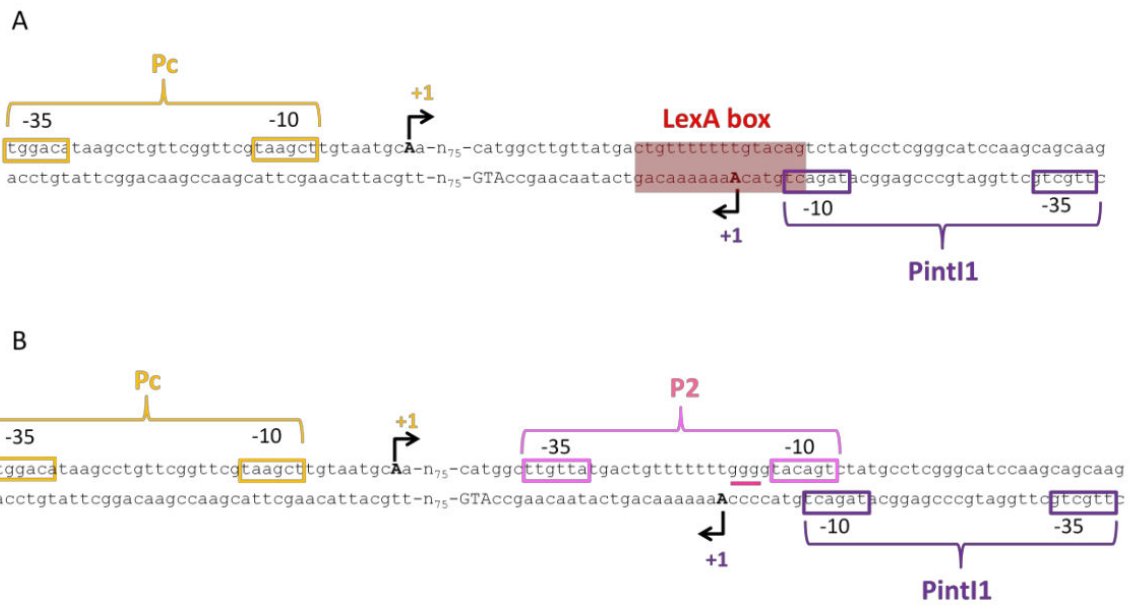 A
Pc
-35 -10 +1
LexA box
tggacataagcctgttcggttcgtaagcttgtaatgcAa-n75-catggcttgttatgactgtttttttgtacagtctatgcctcgggcatccaagcagcaag
acctgtattcggacaagccaagcattcgaacattacgtt-n75-GTAccgaacaatactgacaaaaaaAcatgtcagatacggagcccgtaggttcgtcgttc
+1 -10 -35
PintI1
B
Pc P2
-35 -10 +1 -35 -10
tggacataagcctgttcggttcgtaagcttgtaatgcAa-n75-catggcttgttatgactgtttttttggggtacagtctatgcctcgggcatccaagcagcaag
acctgtattcggacaagccaagcattcgaacattacgtt-n75-GTAccgaacaatactgacaaaaaaAccccatgtcagatacggagcccgtaggttcgtcgttc
+1 -10 -35
PintI1